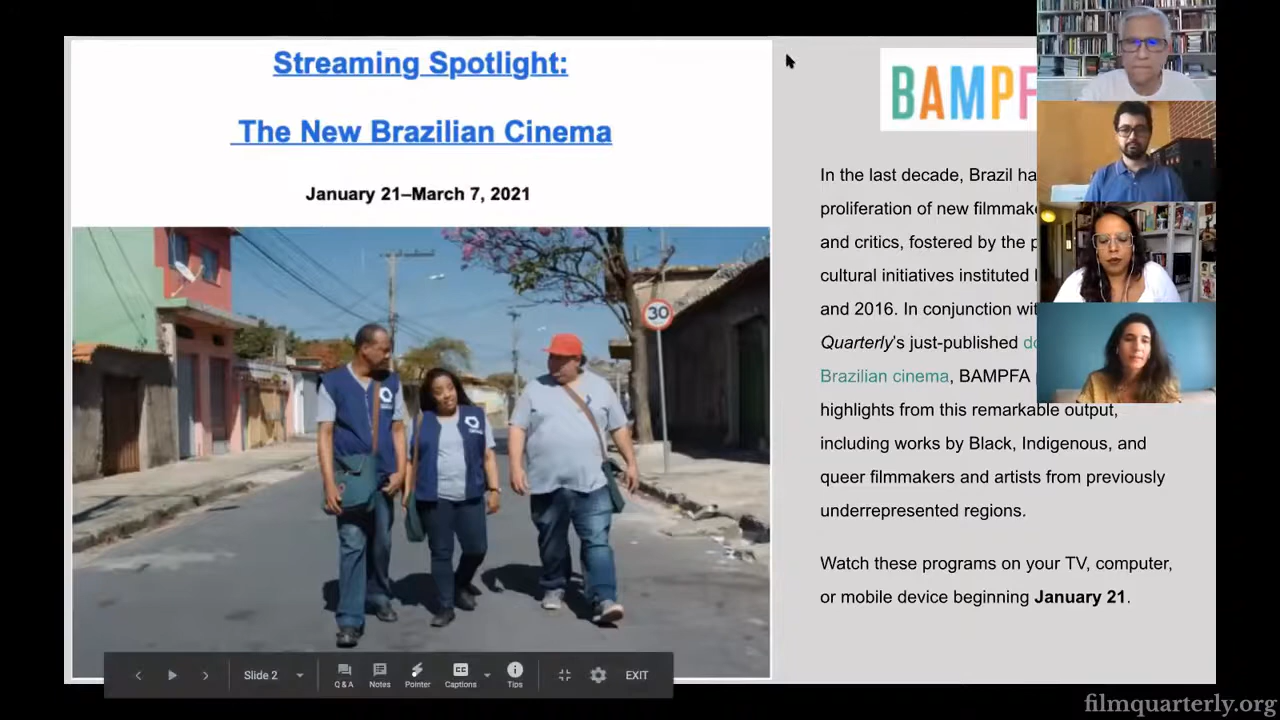 Streaming Spotlight:
The New Brazilian Cinema
January 21–March 7, 2021
30
BAMPF
In the last decade, Brazil ha
proliferation of new filmmake
and critics, fostered by the p
cultural initiatives instituted
and 2016. In conjunction wit
Quarterly's just-published do
Brazilian cinema, BAMPFA
highlights from this remarkable output,
including works by Black, Indigenous, and
queer filmmakers and artists from previously
underrepresented regions.
Watch these programs on your TV, computer,
or mobile device beginning January 21.
Slide 2
Q & A
Notes
Pointer
Captions
Tips
EXIT
filmquarterly.org